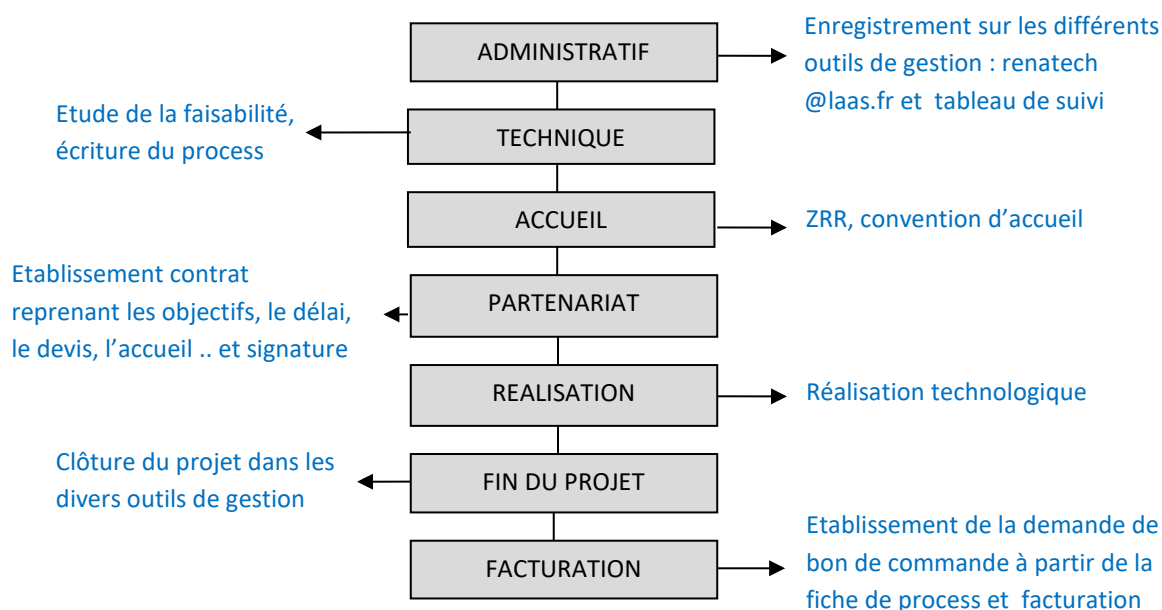 ADMINISTRATIF
Enregistrement sur les différents
outils de gestion : renatech
@laas.fr et tableau de suivi
Etude de la faisabilité,
écriture du process
TECHNIQUE
ACCUEIL
ZRR, convention d’accueil
Etablissement contrat
reprenant les objectifs, le délai,
le devis, l’accueil .. et signature
PARTENARIAT
REALISATION
Réalisation technologique
Clôture du projet dans les
divers outils de gestion
FIN DU PROJET
FACTURATION
Etablissement de la demande de
bon de commande à partir de la
fiche de process et facturation